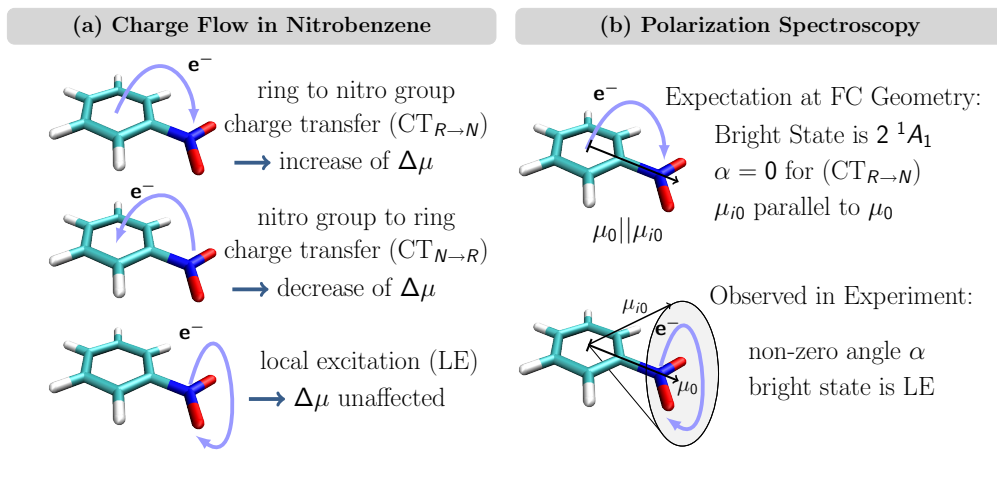 (a) Charge Flow in Nitrobenzene
e⁻
ring to nitro group
charge transfer (CT_{R→N})
→ increase of Δμ
e⁻
nitro group to ring
charge transfer (CT_{N→R})
→ decrease of Δμ
e⁻
local excitation (LE)
→ Δμ unaffected
(b) Polarization Spectroscopy
e⁻
Expectation at FC Geometry:
Bright State is 2 ¹A₁
α = 0 for (CT_{R→N})
μ_{i0} parallel to μ₀
μ₀||μ_{i0}
Observed in Experiment:
μ_{i0}
e⁻
μ₀
non-zero angle α
bright state is LE